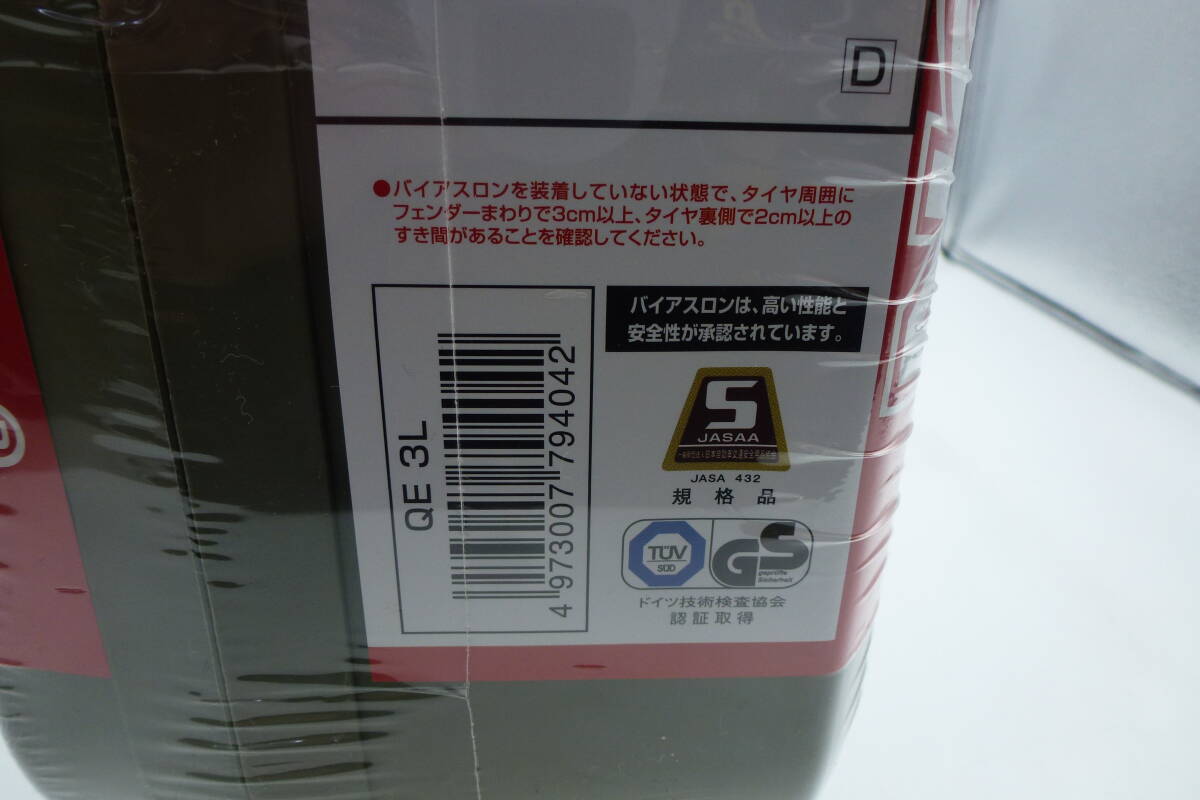 D
●バイアスロンを装着していない状態で、タイヤ周囲に
フェンダーまわりで3cm以上、タイヤ裏側で2cm以上の
すき間があることを確認してください。
QE 3L
4973007794042
バイアスロンは、高い性能と
安全性が承認されています。
S
JASAA
JASA 432
規格品
TÜV
SÜD
GS
geprüfte
Sicherheit
ドイツ技術検査協会
認証取得